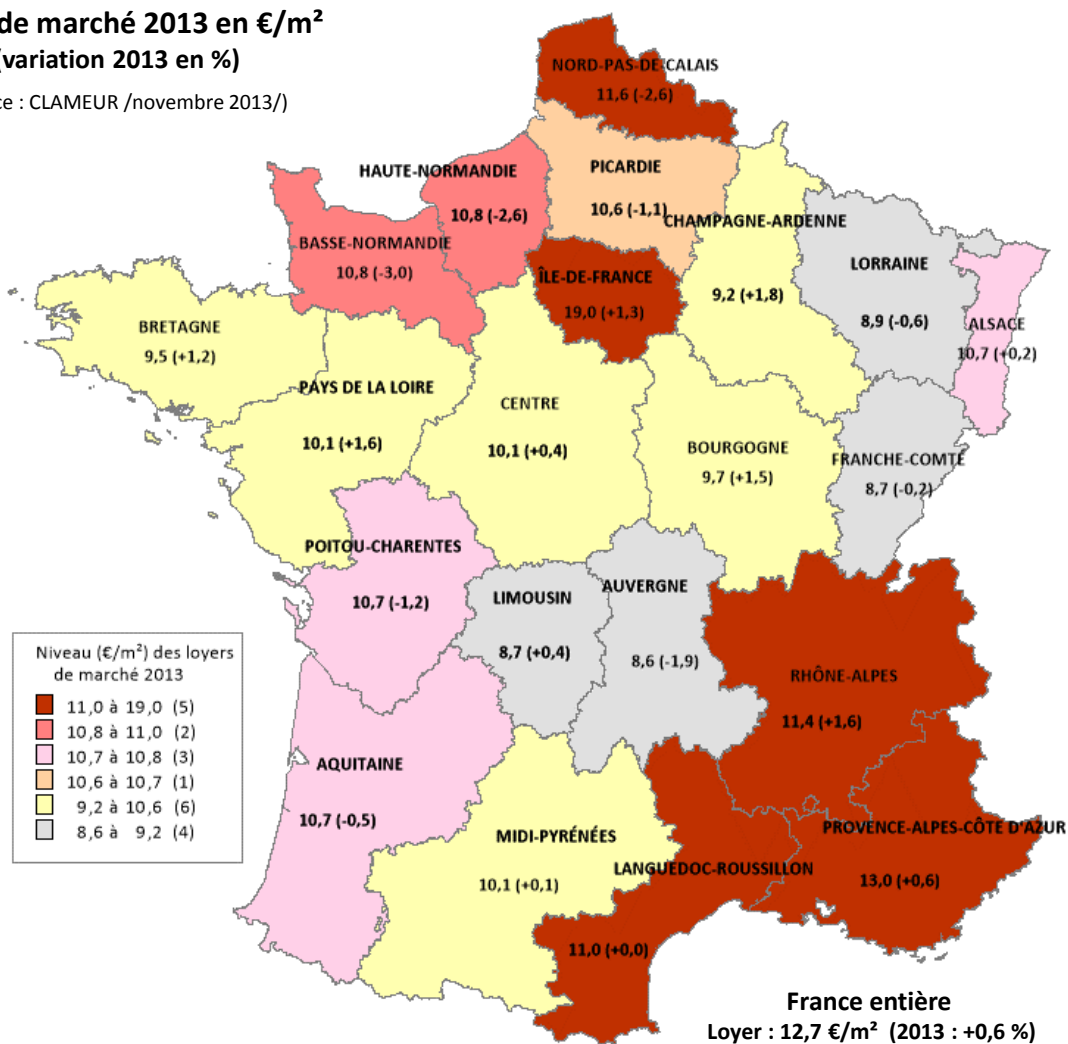 de marché 2013 en €/m²
(variation 2013 en %)
ce : CLAMEUR /novembre 2013/)
NORD-PAS-DE-CALAIS
11,6 (-2,6)
HAUTE-NORMANDIE
10,8 (-2,6)
PICARDIE
10,6 (-1,1)
CHAMPAGNE-ARDENNE
9,2 (+1,8)
BASSE-NORMANDIE
10,8 (-3,0)
ÎLE-DE-FRANCE
19,0 (+1,3)
LORRAINE
8,9 (-0,6)
ALSACE
10,7 (+0,2)
BRETAGNE
9,5 (+1,2)
PAYS DE LA LOIRE
10,1 (+1,6)
CENTRE
10,1 (+0,4)
BOURGOGNE
9,7 (+1,5)
FRANCHE-COMTÉ
8,7 (-0,2)
POITOU-CHARENTES
10,7 (-1,2)
LIMOUSIN
8,7 (+0,4)
AUVERGNE
8,6 (-1,9)
RHÔNE-ALPES
11,4 (+1,6)
Niveau (€/m²) des loyers
de marché 2013
11,0 à 19,0 (5)
10,8 à 11,0 (2)
10,7 à 10,8 (3)
10,6 à 10,7 (1)
9,2 à 10,6 (6)
8,6 à 9,2 (4)
AQUITAINE
10,7 (-0,5)
MIDI-PYRÉNÉES
10,1 (+0,1)
LANGUEDOC-ROUSSILLON
11,0 (+0,0)
PROVENCE-ALPES-CÔTE D'AZUR
13,0 (+0,6)
France entière
Loyer : 12,7 €/m² (2013 : +0,6 %)